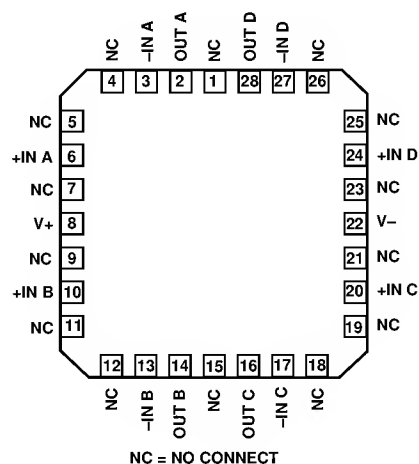 NC –IN A OUT A NC OUT D –IN D NC
4 3 2 1 28 27 26
NC 5 25 NC
+IN A 6 24 +IN D
NC 7 23 NC
V+ 8 22 V–
NC 9 21 NC
+IN B 10 20 +IN C
NC 11 19 NC
12 13 14 15 16 17 18
NC –IN B OUT B NC OUT C –IN C NC
NC = NO CONNECT